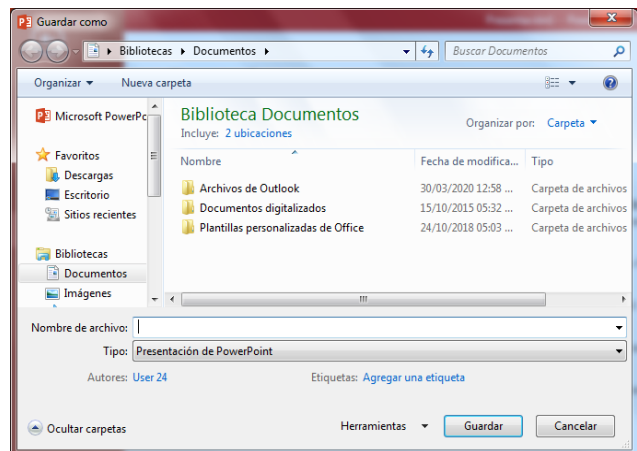 Guardar como
Bibliotecas Documentos
Buscar Documentos
Organizar Nueva carpeta
Microsoft PowerPo
Favoritos
Descargas
Escritorio
Sitios recientes
Bibliotecas
Documentos
Imágenes
Biblioteca Documentos
Incluye: 2 ubicaciones
Organizar por: Carpeta
Nombre Fecha de modifica... Tipo
Archivos de Outlook 30/03/2020 12:58 ... Carpeta de archivos
Documentos digitalizados 15/10/2015 05:32 ... Carpeta de archivos
Plantillas personalizadas de Office 24/10/2018 05:03 ... Carpeta de archivos
Nombre de archivo:
Tipo: Presentación de PowerPoint
Autores: User 24 Etiquetas: Agregar una etiqueta
Ocultar carpetas Herramientas Guardar Cancelar